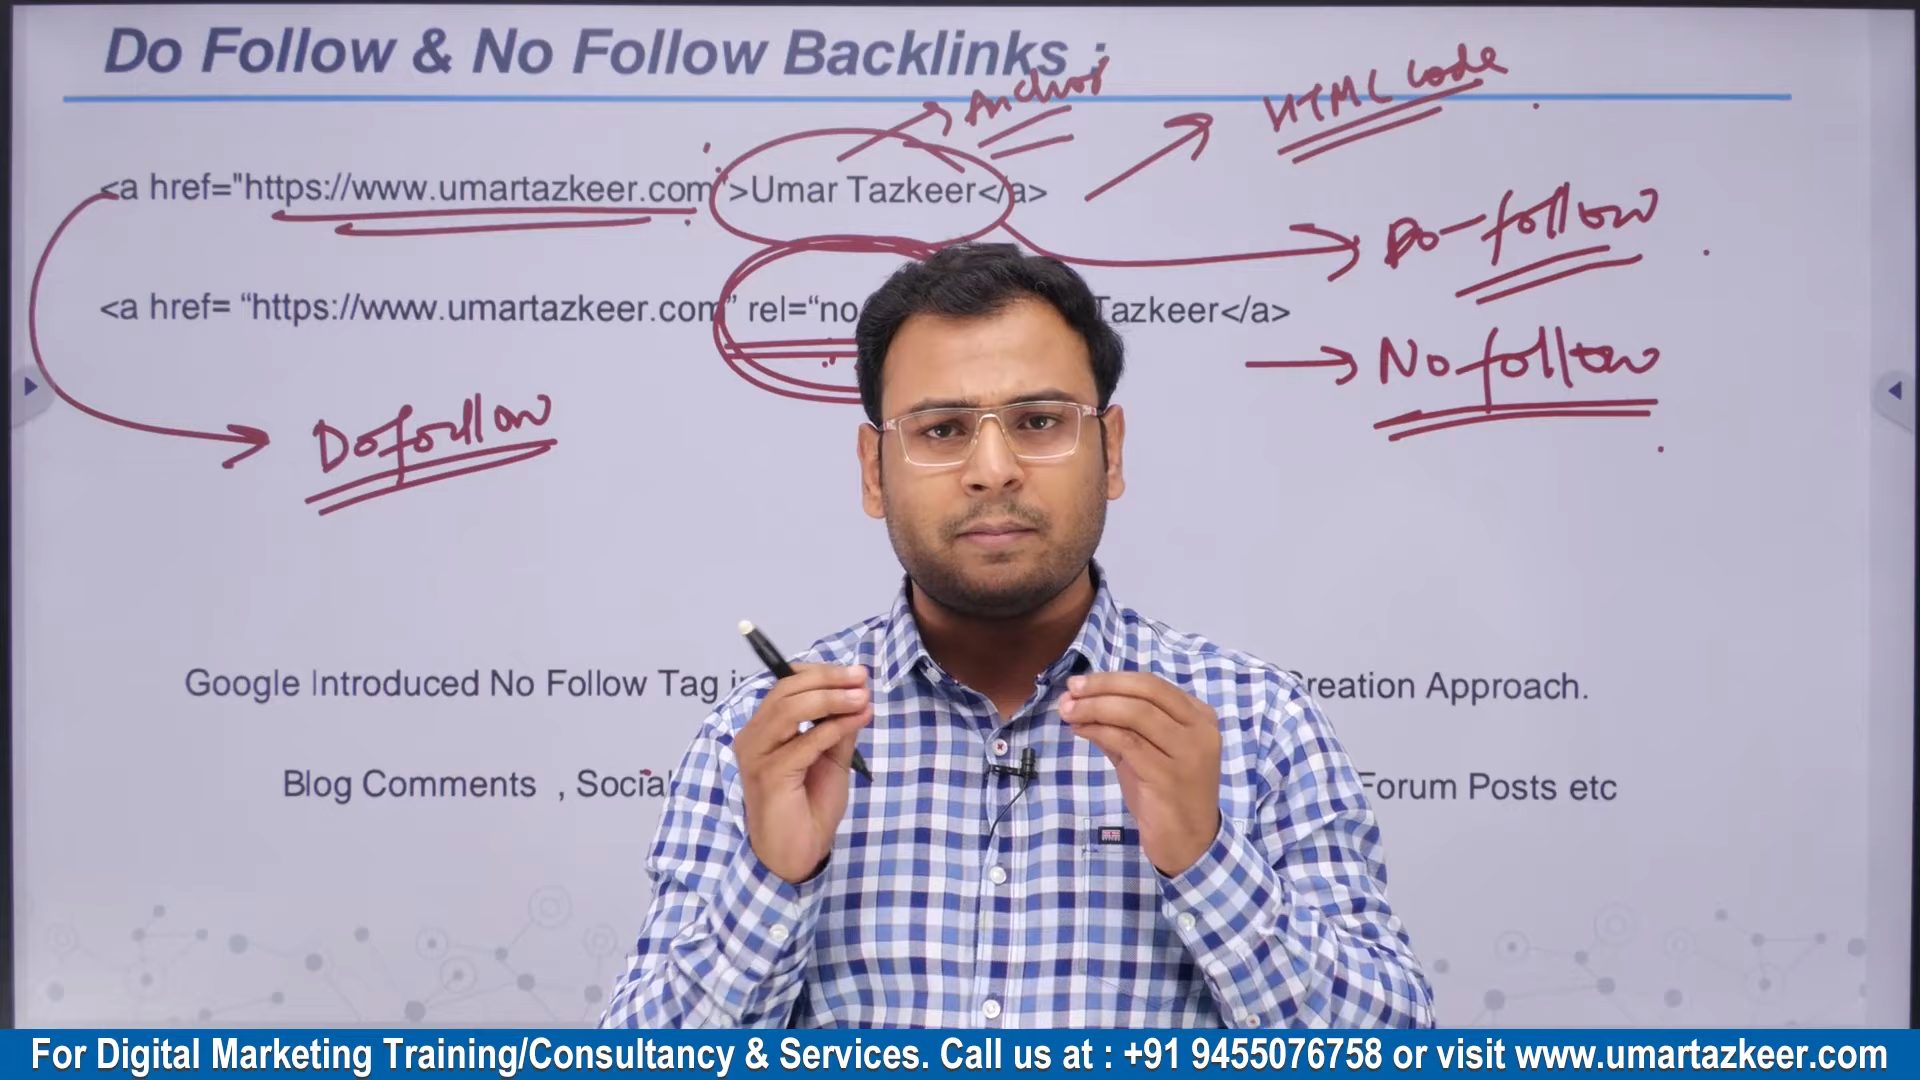 Do Follow & No Follow Backlinks :
Anchor
HTML Code
<a href="https://www.umartazkeer.com">Umar Tazkeer</a>
Do-follow
<a href= “https://www.umartazkeer.com” rel=“no Tazkeer</a>
No follow
Dofollow
Google Introduced No Follow Tag Creation Approach.
Blog Comments , Social Forum Posts etc
For Digital Marketing Training/Consultancy & Services. Call us at : +91 9455076758 or visit www.umartazkeer.com